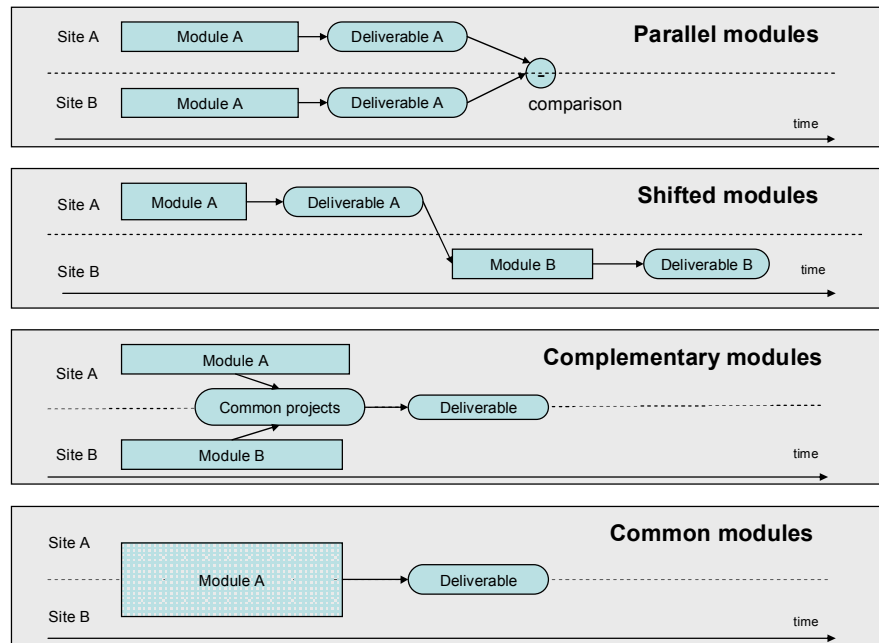 Parallel modules
Site A Module A Deliverable A
-
Site B Module A Deliverable A
comparison
time
Shifted modules
Site A Module A Deliverable A
Site B Module B Deliverable B time
Complementary modules
Module A
Site A
Common projects Deliverable
Site B Module B time
Common modules
Site A
Module A Deliverable
Site B
time